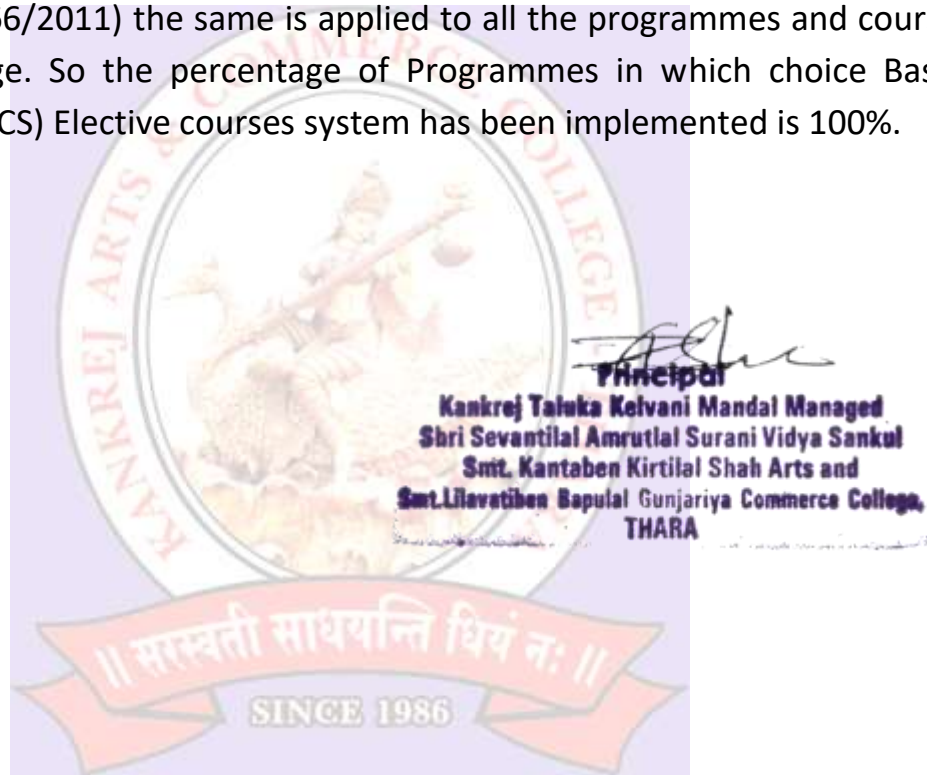 56/2011) the same is applied to all the programmes and cour
ge. So the percentage of Programmes in which choice Bas
CS) Elective courses system has been implemented is 100%.
KANKREJ ARTS & COMMERCE COLLEGE
Principal
Kankrej Taluka Kelvani Mandal Managed
Shri Sevantilal Amrutlal Surani Vidya Sankul
Smt. Kantaben Kirtilal Shah Arts and
Smt.Lilavatiben Bapulal Gunjariya Commerce College,
THARA
|| सरस्वती साधयन्ति धियं नः ||
SINCE 1986